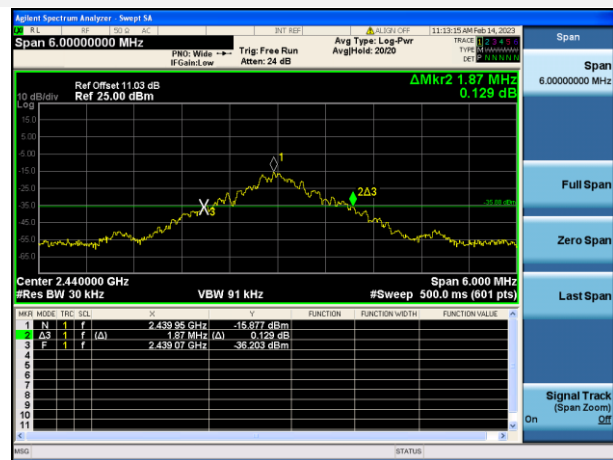 Agilent Spectrum Analyzer - Swept SA
RL RF 50 Ω AC INT REF ALIGN OFF 11:13:15 AM Feb 14, 2023
Span 6.00000000 MHz
PNO: Wide
IFGain:Low
Trig: Free Run
Atten: 24 dB
Avg Type: Log-Pwr
Avg|Hold: 20/20
TRACE 1 2 3 4 5 6
TYPE M
DET P N N N N N
Span
Span
6.00000000 MHz
Full Span
Zero Span
Last Span
Signal Track
(Span Zoom)
On Off
ΔMkr2 1.87 MHz
0.129 dB
Ref Offset 11.03 dB
Ref 25.00 dBm
10 dB/div
Log
15.0
5.00
-5.00
-15.0
-25.0
-35.0
-45.0
-55.0
-65.0
1
2Δ3
X3
-35.88 dBm
Center 2.440000 GHz
#Res BW 30 kHz
VBW 91 kHz
Span 6.000 MHz
#Sweep 500.0 ms (601 pts)
MKR MODE TRC SCL X Y FUNCTION FUNCTION WIDTH FUNCTION VALUE
1 N 1 f 2.439 95 GHz -15.877 dBm
2 Δ3 1 f (Δ) 1.87 MHz (Δ) 0.129 dB
3 F 1 f 2.439 07 GHz -36.203 dBm
4
5
6
7
8
9
10
11
MSG STATUS